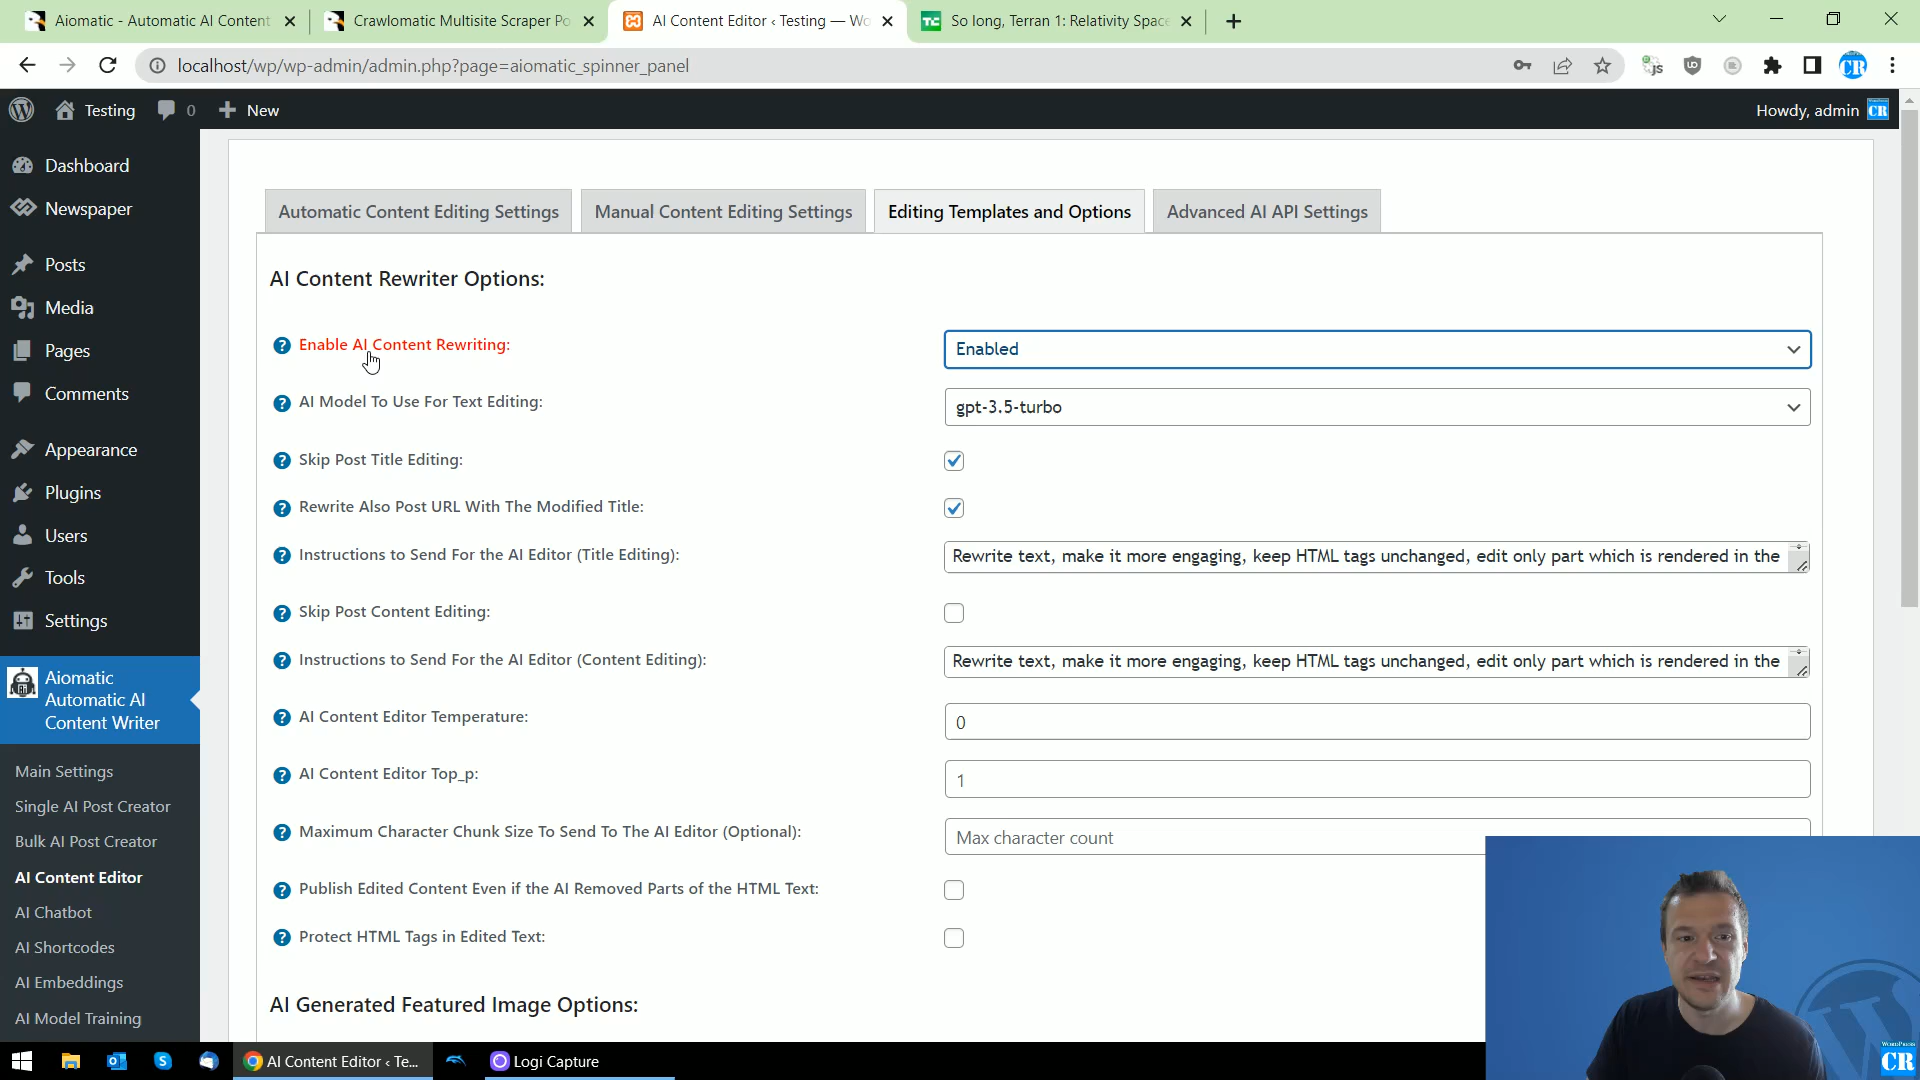 Aiomatic - Automatic AI Content
Crawlomatic Multisite Scraper Po
AI Content Editor ‹ Testing — Wo
TC
So long, Terran 1: Relativity Space
localhost/wp/wp-admin/admin.php?page=aiomatic_spinner_panel
Testing
0
New
Howdy, admin
CR
Dashboard
Newspaper
Posts
Media
Pages
Comments
Appearance
Plugins
Users
Tools
Settings
Aiomatic
Automatic AI
Content Writer
Main Settings
Single AI Post Creator
Bulk AI Post Creator
AI Content Editor
AI Chatbot
AI Shortcodes
AI Embeddings
AI Model Training
Automatic Content Editing Settings
Manual Content Editing Settings
Editing Templates and Options
Advanced AI API Settings
AI Content Rewriter Options:
Enable AI Content Rewriting:
Enabled
AI Model To Use For Text Editing:
gpt-3.5-turbo
Skip Post Title Editing:
Rewrite Also Post URL With The Modified Title:
Instructions to Send For the AI Editor (Title Editing):
Rewrite text, make it more engaging, keep HTML tags unchanged, edit only part which is rendered in the
Skip Post Content Editing:
Instructions to Send For the AI Editor (Content Editing):
Rewrite text, make it more engaging, keep HTML tags unchanged, edit only part which is rendered in the
AI Content Editor Temperature:
0
AI Content Editor Top_p:
1
Maximum Character Chunk Size To Send To The AI Editor (Optional):
Max character count
Publish Edited Content Even if the AI Removed Parts of the HTML Text:
Protect HTML Tags in Edited Text:
AI Generated Featured Image Options:
AI Content Editor ‹ Te...
Logi Capture
WORDPRESS
CR